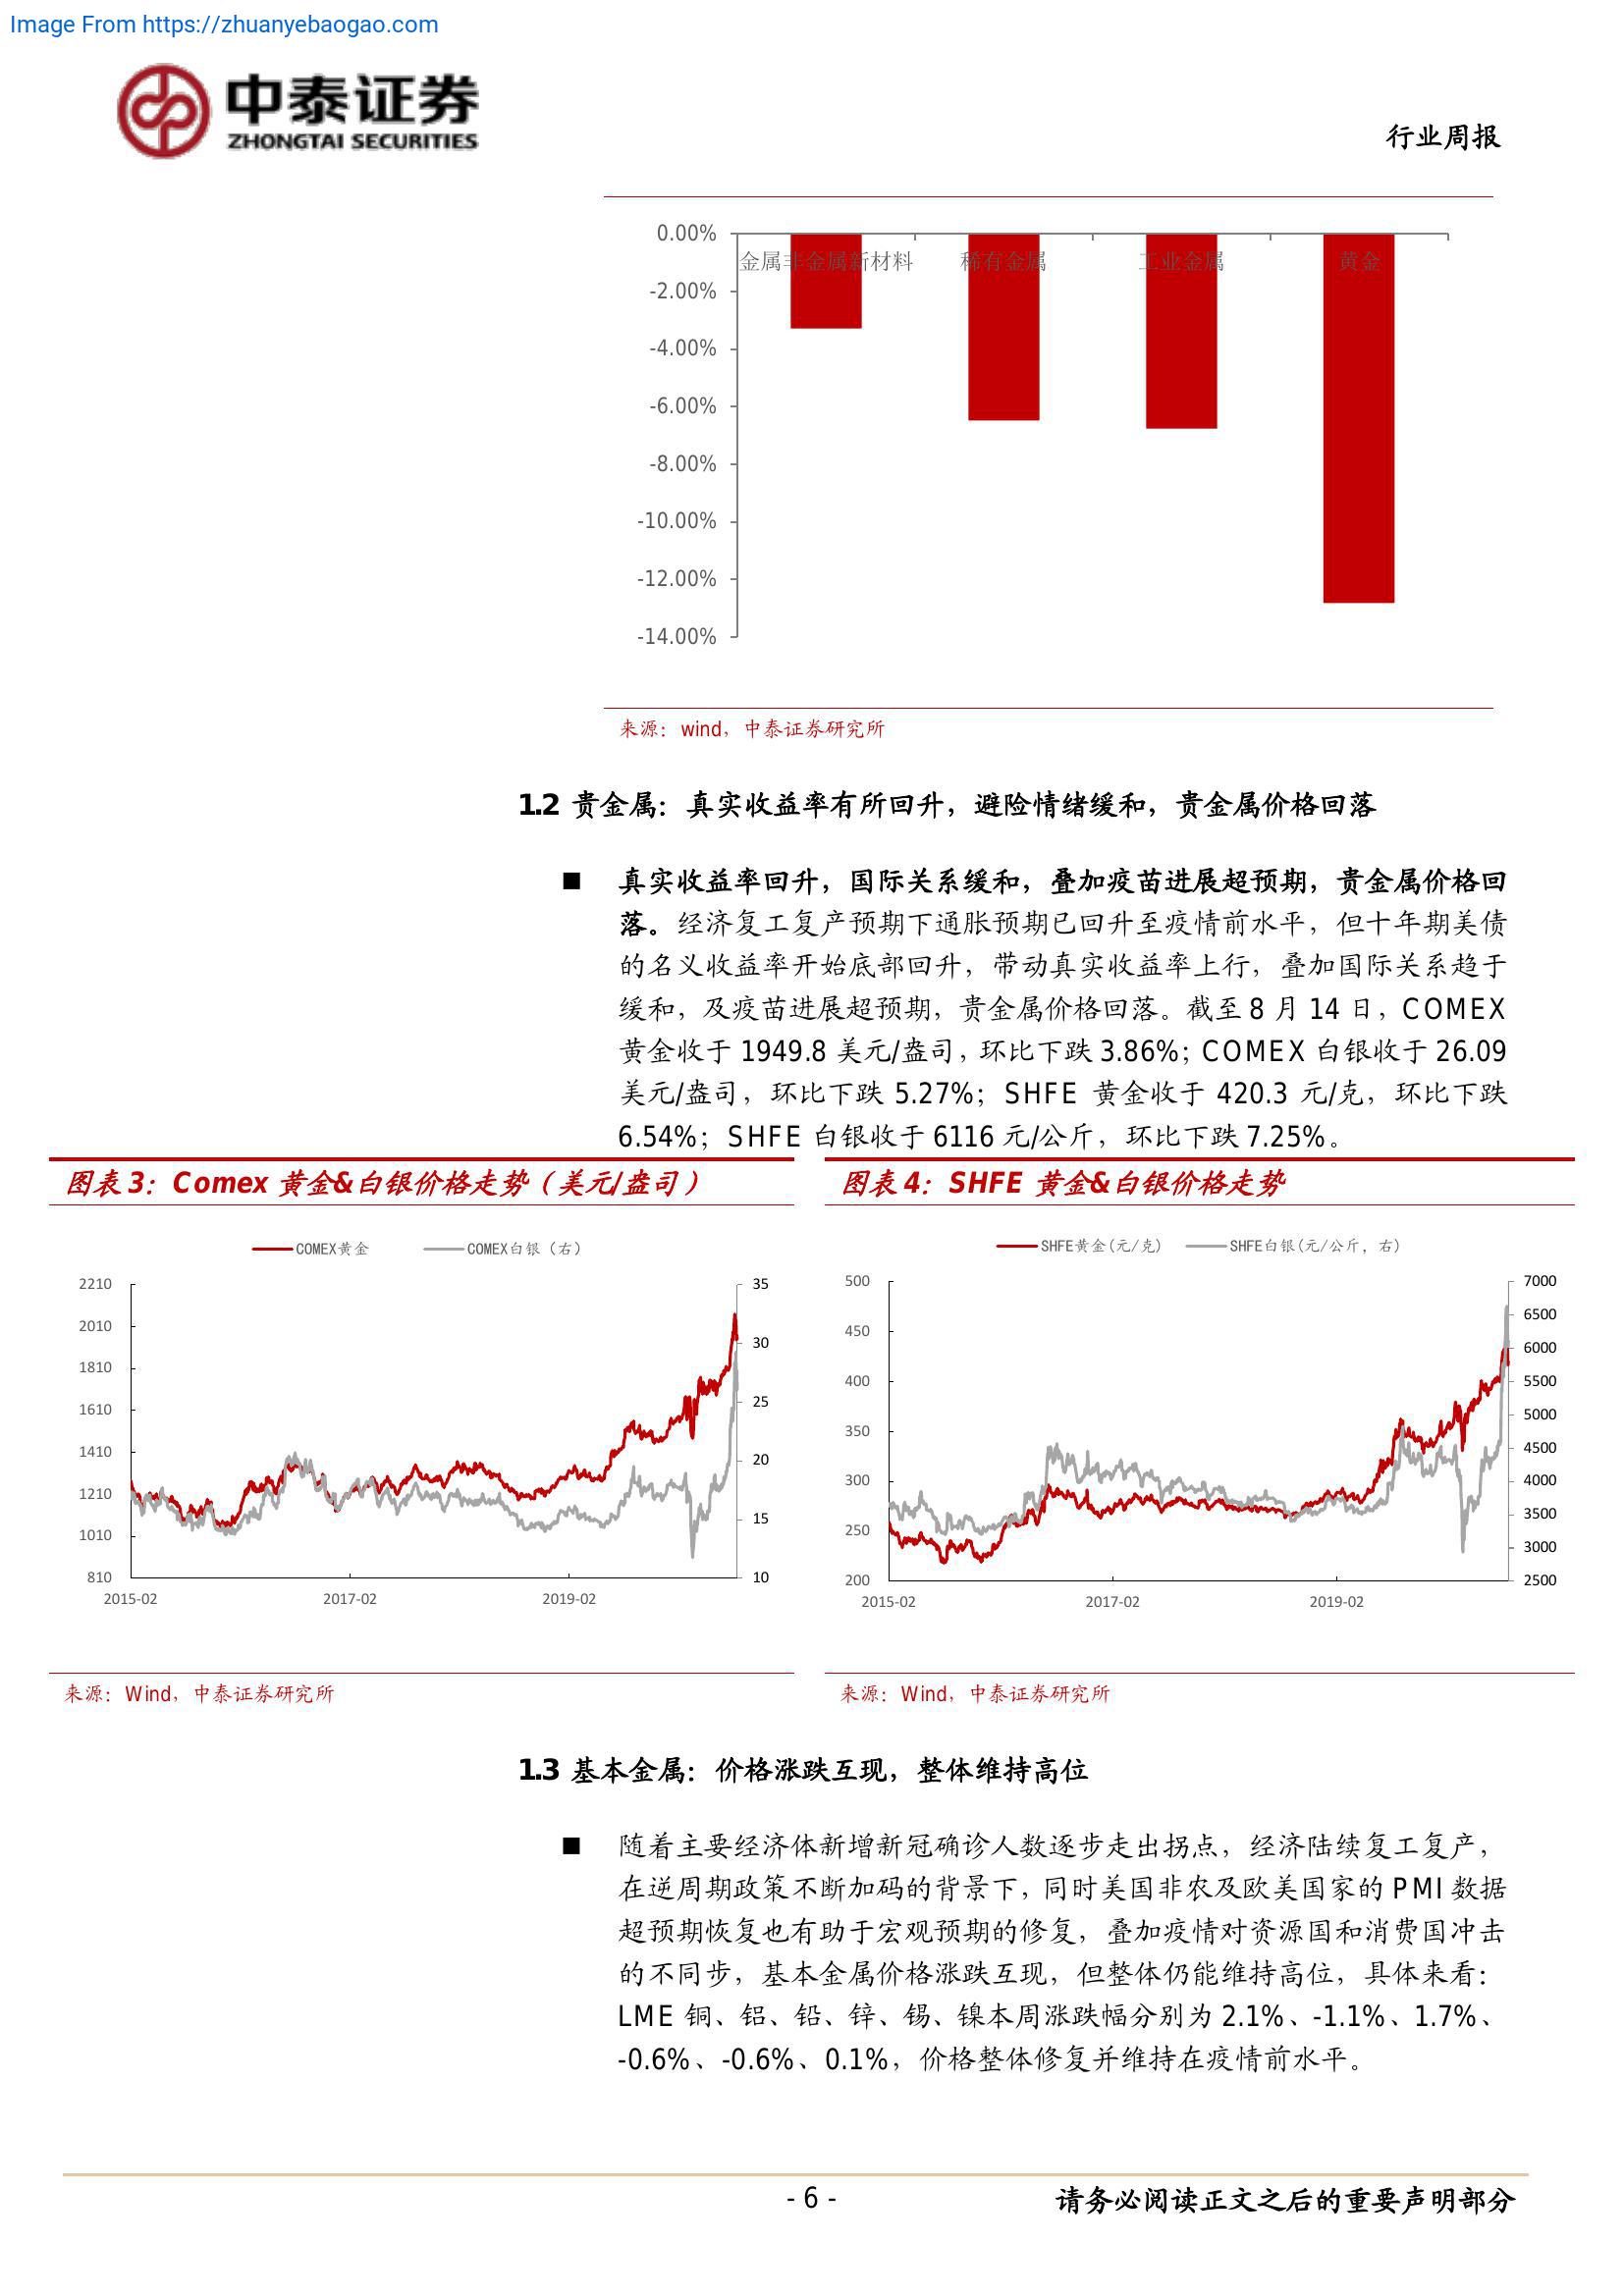 Image From https://zhuanyebaogao.com
中泰证券
ZHONGTAI SECURITIES
行业周报
0.00%
金属非金属新材料 稀有金属 工业金属 黄金
-2.00%
-4.00%
-6.00%
-8.00%
-10.00%
-12.00%
-14.00%
来源：wind，中泰证券研究所
1.2 贵金属：真实收益率有所回升，避险情绪缓和，贵金属价格回落
■ 真实收益率回升，国际关系缓和，叠加疫苗进展超预期，贵金属价格回
落。经济复工复产预期下通胀预期已回升至疫情前水平，但十年期美债
的名义收益率开始底部回升，带动真实收益率上行，叠加国际关系趋于
缓和，及疫苗进展超预期，贵金属价格回落。截至 8 月 14 日，COMEX
黄金收于 1949.8 美元/盎司，环比下跌 3.86%；COMEX 白银收于 26.09
美元/盎司，环比下跌 5.27%；SHFE 黄金收于 420.3 元/克，环比下跌
6.54%；SHFE 白银收于 6116 元/公斤，环比下跌 7.25%。
图表 3：Comex 黄金&白银价格走势（美元/盎司）
COMEX黄金 COMEX白银（右）
2210
2010
1810
1610
1410
1210
1010
810
35
30
25
20
15
10
2015-02 2017-02 2019-02
来源：Wind，中泰证券研究所
图表 4：SHFE 黄金&白银价格走势
SHFE黄金(元/克) SHFE白银(元/公斤，右)
500
450
400
350
300
250
200
7000
6500
6000
5500
5000
4500
4000
3500
3000
2500
2015-02 2017-02 2019-02
来源：Wind，中泰证券研究所
1.3 基本金属：价格涨跌互现，整体维持高位
■ 随着主要经济体新增新冠确诊人数逐步走出拐点，经济陆续复工复产，
在逆周期政策不断加码的背景下，同时美国非农及欧美国家的 PMI 数据
超预期恢复也有助于宏观预期的修复，叠加疫情对资源国和消费国冲击
的不同步，基本金属价格涨跌互现，但整体仍能维持高位，具体来看：
LME 铜、铝、铅、锌、锡、镍本周涨跌幅分别为 2.1%、-1.1%、1.7%、
-0.6%、-0.6%、0.1%，价格整体修复并维持在疫情前水平。
- 6 -
请务必阅读正文之后的重要声明部分